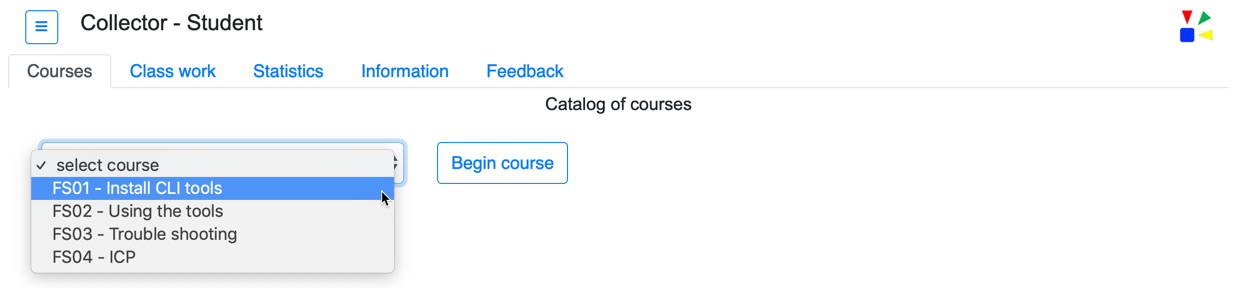 Collector - Student
Courses Class work Statistics Information Feedback
Catalog of courses
select course
Begin course
FS01 - Install CLI tools
FS02 - Using the tools
FS03 - Trouble shooting
FS04 - ICP